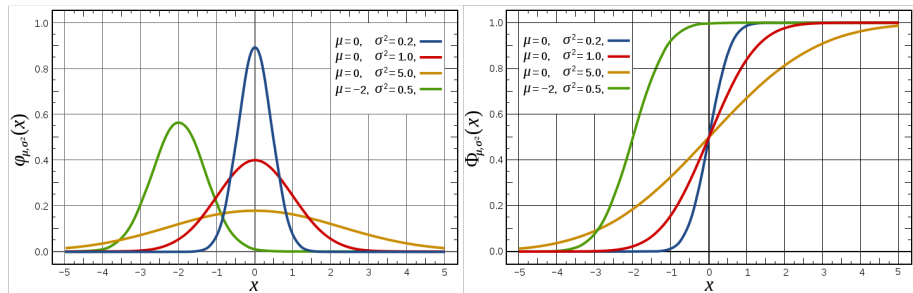 1.0
0.8
0.6
0.4
0.2
0.0
φμ,σ²(x)
μ=0, σ²=0.2,
μ=0, σ²=1.0,
μ=0, σ²=5.0,
μ=−2, σ²=0.5,
−5 −4 −3 −2 −1 0 1 2 3 4 5
x
1.0
0.8
0.6
0.4
0.2
0.0
Φμ,σ²(x)
μ=0, σ²=0.2,
μ=0, σ²=1.0,
μ=0, σ²=5.0,
μ=−2, σ²=0.5,
−5 −4 −3 −2 −1 0 1 2 3 4 5
x